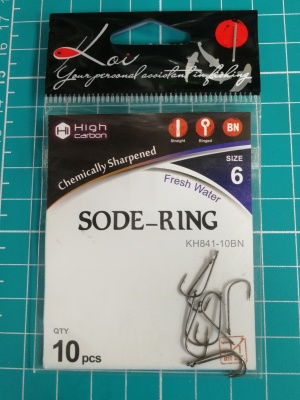 Koi
Your personal assistant in fishing
Hi High
carbon
Straight
Ringed
BN
Chemically Sharpened
SIZE
6
Fresh Water
SODE-RING
KH841-10BN
QTY
10 pcs